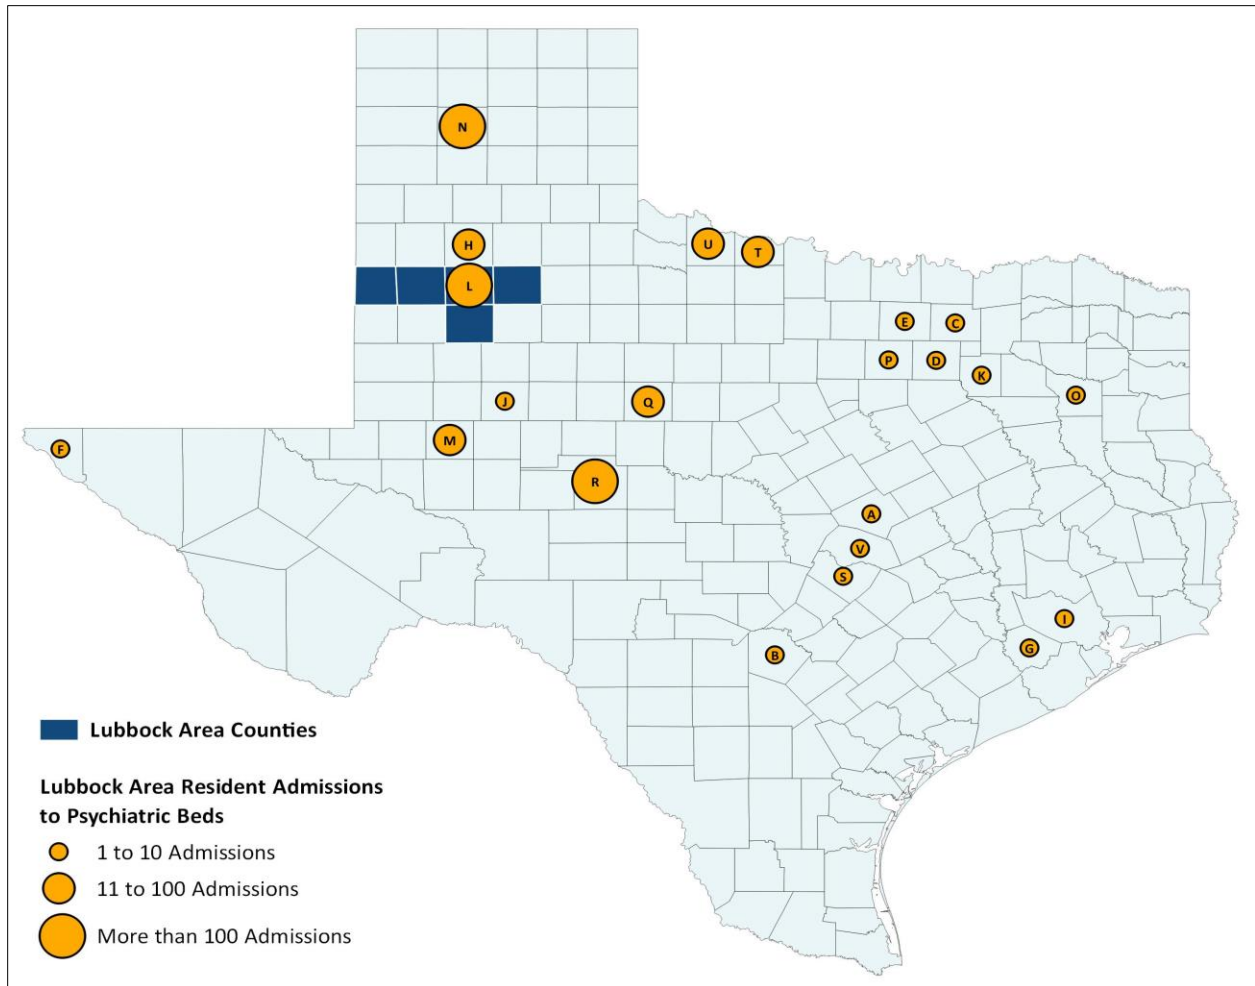 N
H
U
T
L
E
C
P
D
K
J
Q
O
F
M
R
A
V
S
I
G
B
Lubbock Area Counties
Lubbock Area Resident Admissions
to Psychiatric Beds
1 to 10 Admissions
11 to 100 Admissions
More than 100 Admissions